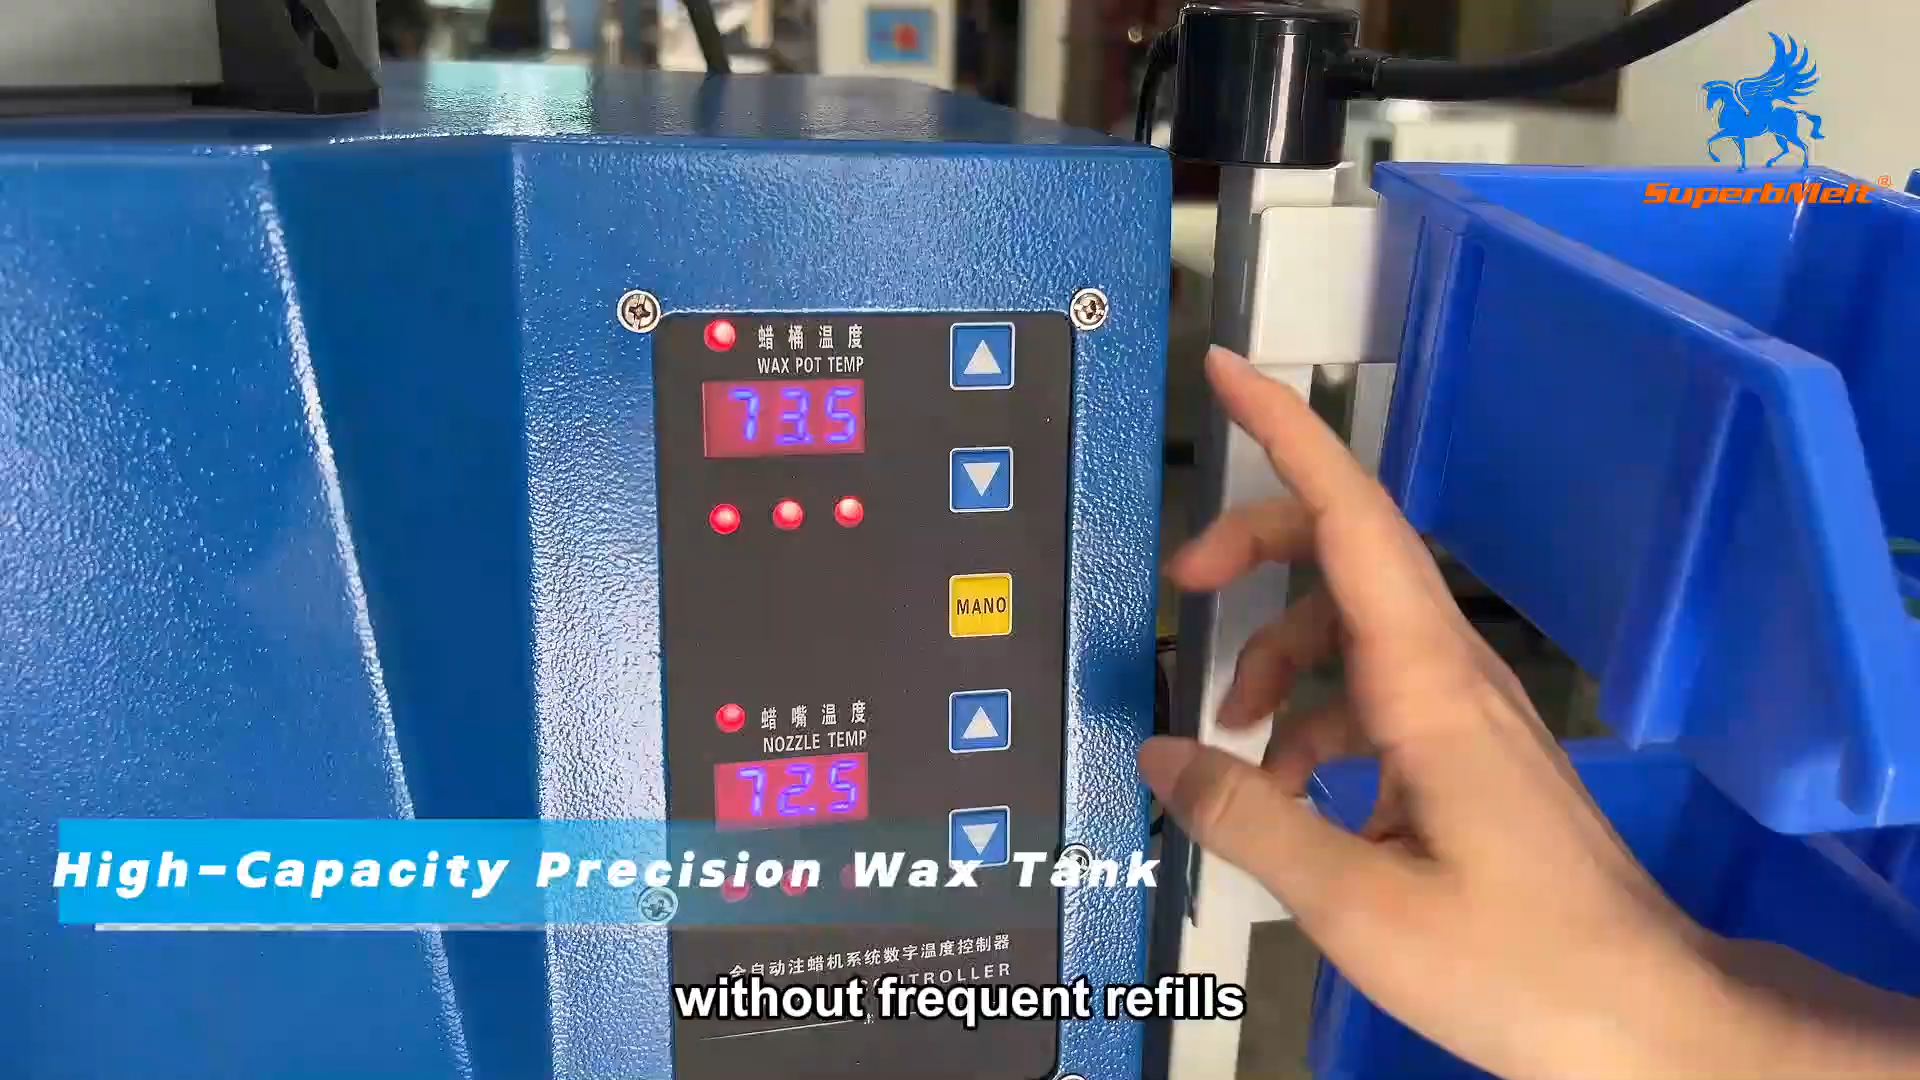 SuperbMelt®
蜡桶温度
WAX POT TEMP
73.5
MANO
蜡嘴温度
NOZZLE TEMP
72.5
High-Capacity Precision Wax Tank
全自动注蜡机系统数字温度控制器
CONTROLLER
without frequent refills